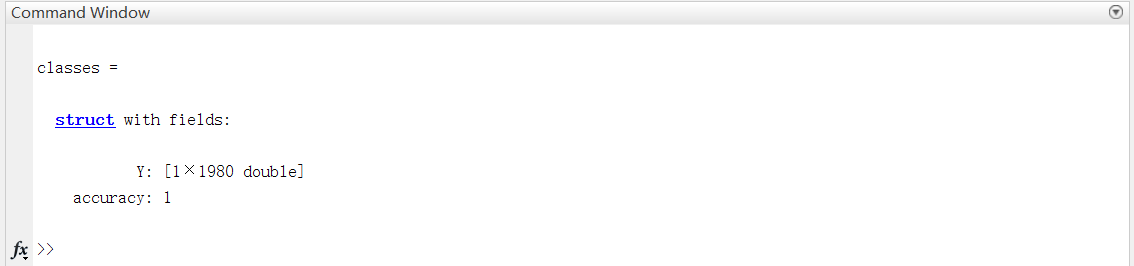 Command Window
classes =
struct with fields:
Y: [1×1980 double]
accuracy: 1
fx >>